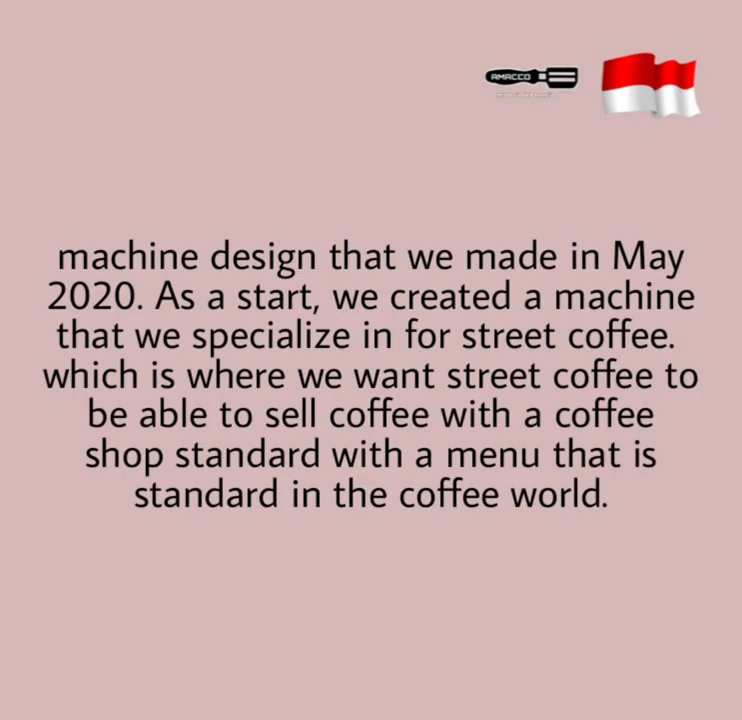 AMACCO
machine design that we made in May
2020. As a start, we created a machine
that we specialize in for street coffee.
which is where we want street coffee to
be able to sell coffee with a coffee
shop standard with a menu that is
standard in the coffee world.